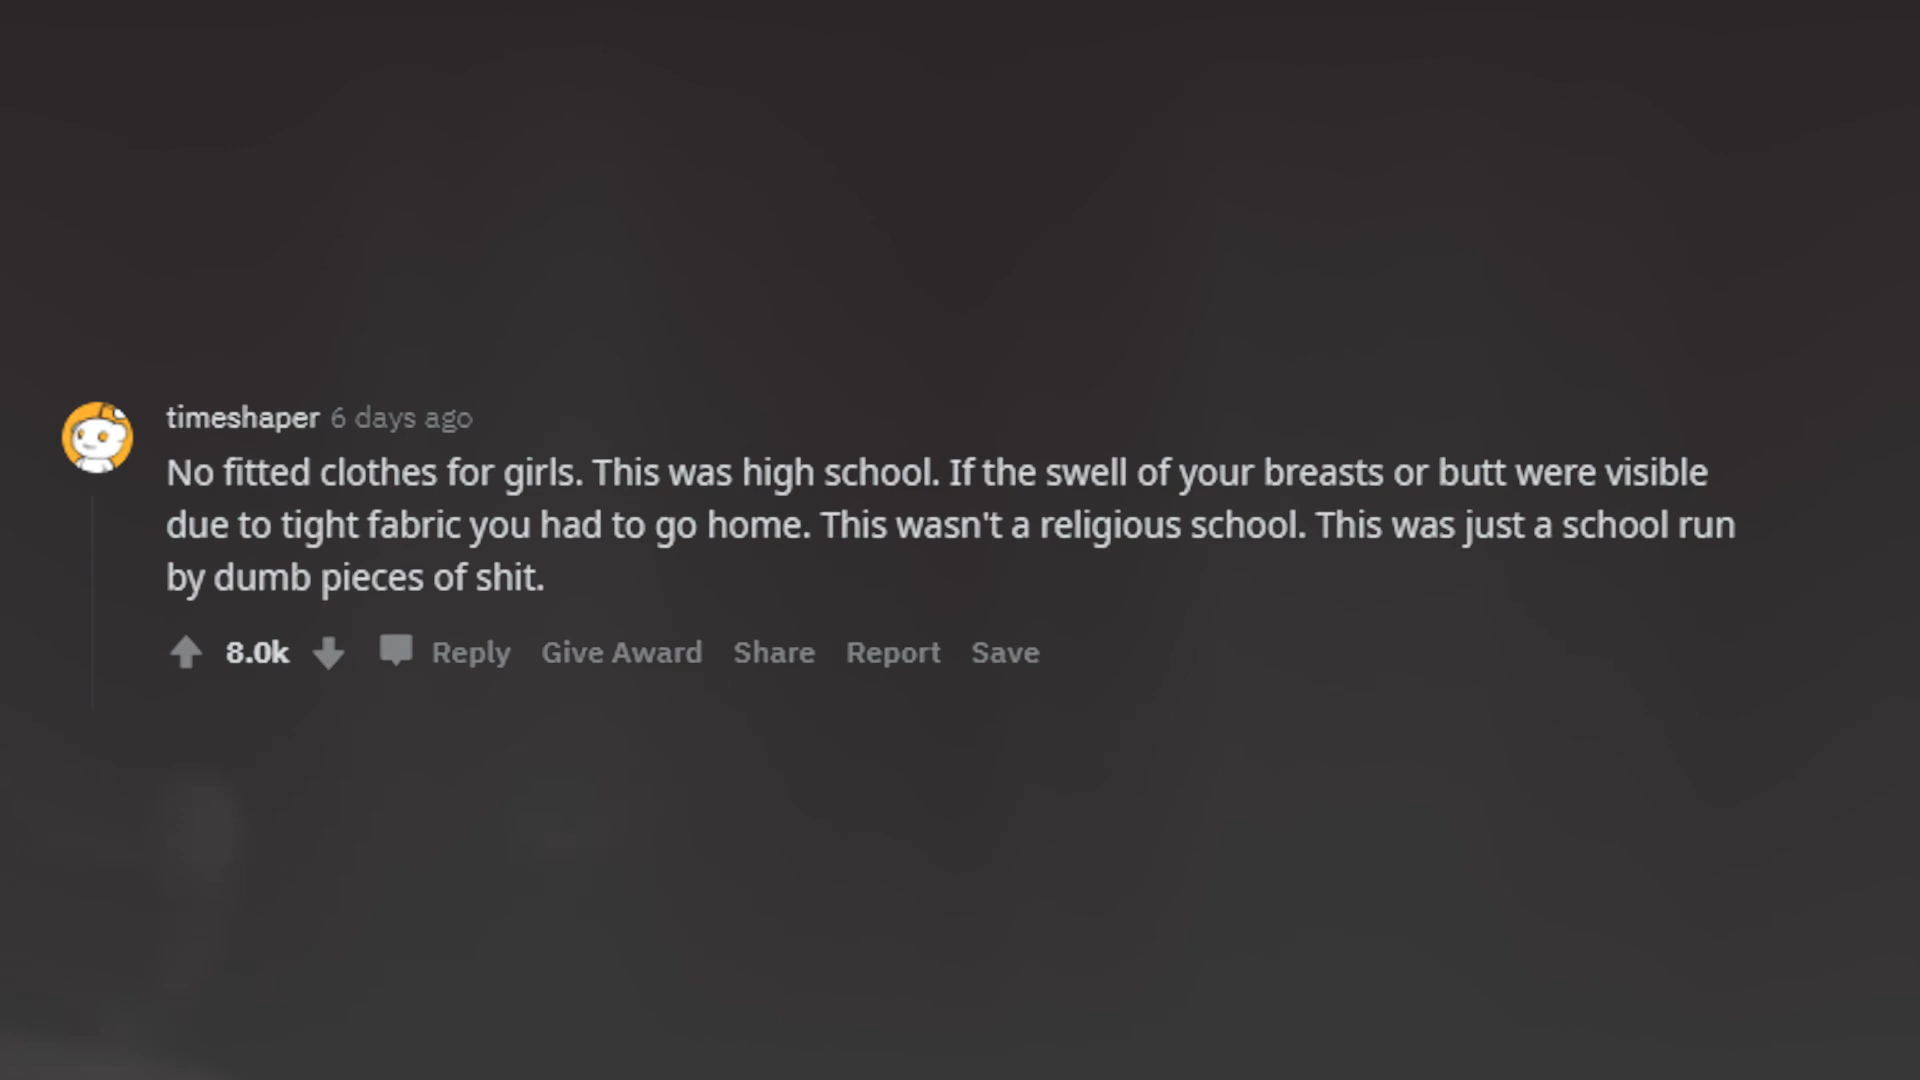 timeshaper 6 days ago
No fitted clothes for girls. This was high school. If the swell of your breasts or butt were visible
due to tight fabric you had to go home. This wasn't a religious school. This was just a school run
by dumb pieces of shit.
8.0k Reply Give Award Share Report Save